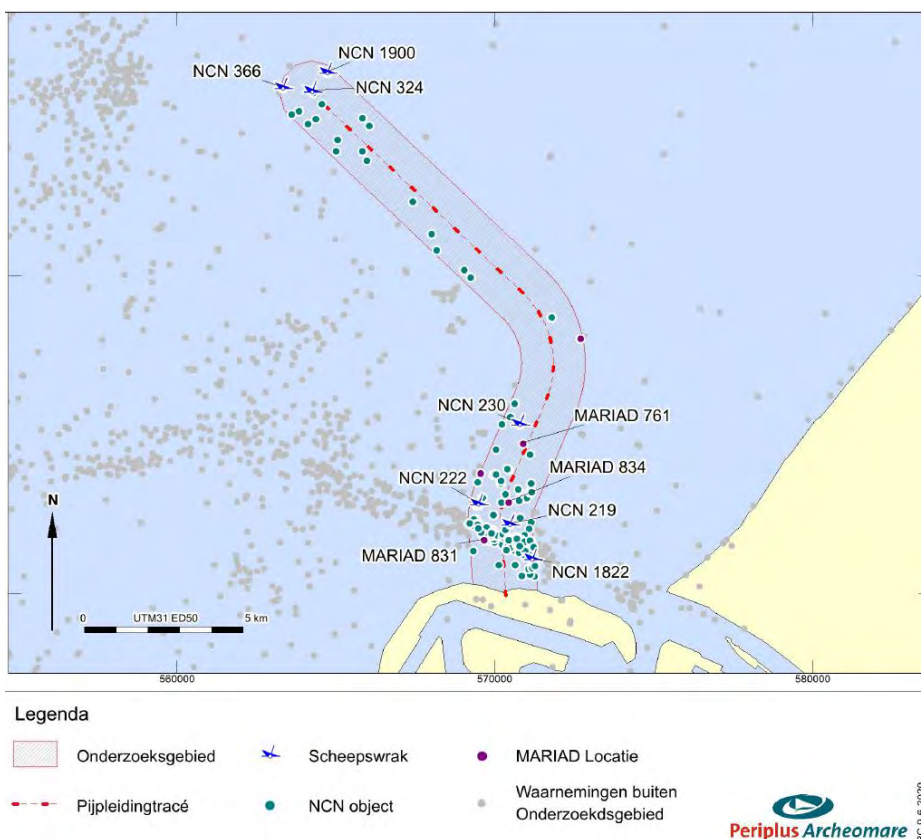 NCN 1900
NCN 366
NCN 324
NCN 230
MARIAD 761
MARIAD 834
NCN 222
NCN 219
MARIAD 831
NCN 1822
N
0 UTM31 ED50 5 km
560000 570000 580000
Legenda
Onderzoeksgebied Scheepswrak MARIAD Locatie
Pijpleidingtracé NCN object Waarnemingen buiten
Onderzoekdsgebied
Periplus Archeomare